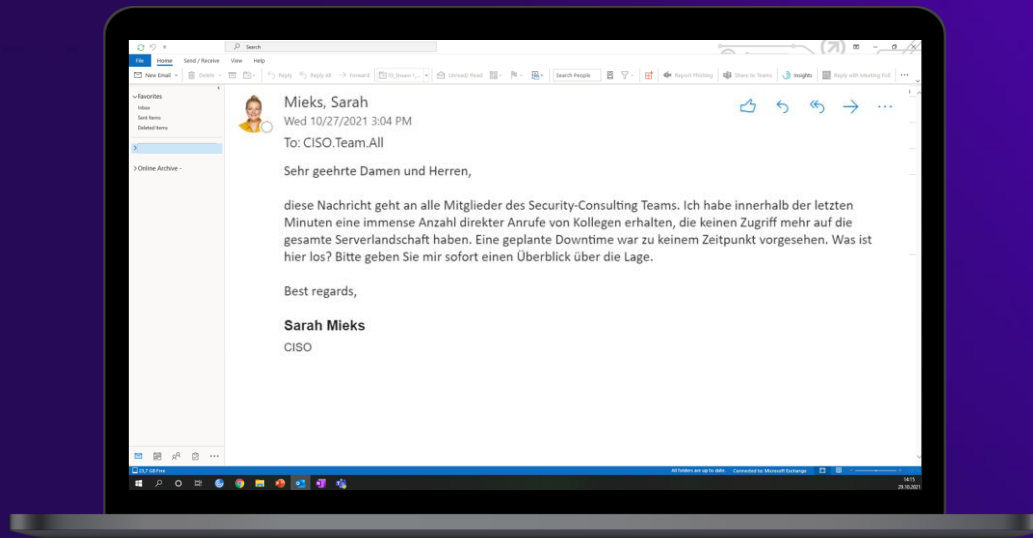 Search
File Home Send / Receive View Help
New Email Delete Reply Reply All Forward Unread/ Read Search People Report Phishing Share to Teams Insights Reply with Meeting Poll
Favorites
Inbox
Sent Items
Deleted Items
Online Archive -
Mieks, Sarah
Wed 10/27/2021 3:04 PM
To: CISO.Team.All
Sehr geehrte Damen und Herren,
diese Nachricht geht an alle Mitglieder des Security-Consulting Teams. Ich habe innerhalb der letzten
Minuten eine immense Anzahl direkter Anrufe von Kollegen erhalten, die keinen Zugriff mehr auf die
gesamte Serverlandschaft haben. Eine geplante Downtime war zu keinem Zeitpunkt vorgesehen. Was ist
hier los? Bitte geben Sie mir sofort einen Überblick über die Lage.
Best regards,
Sarah Mieks
CISO
All folders are up to date. Connected to: Microsoft Exchange
14:15
29.10.2021